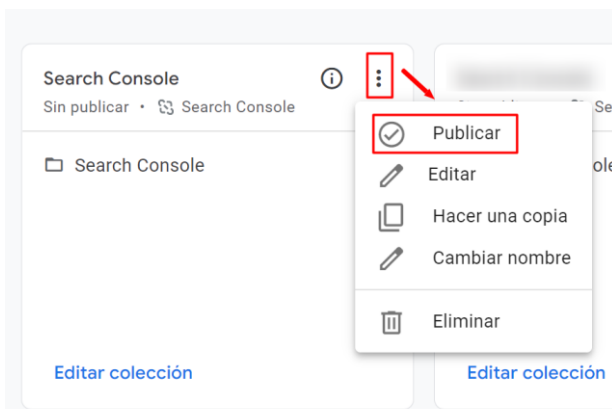 Search Console
Sin publicar • Search Console
Search Console
Editar colección
Publicar
Editar
Hacer una copia
Cambiar nombre
Eliminar
Editar colección